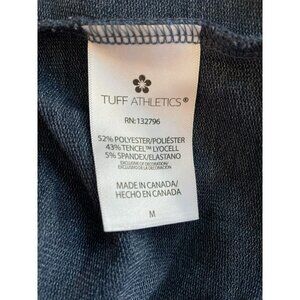 TUFF ATHLETICS®
RN: 132796
52% POLYESTER/POLIÉSTER
43% TENCEL™ LYOCELL
5% SPANDEX/ELASTANO
EXCLUSIVE OF DECORATION/
EXCLUSIVO DE LA DECORACIÓN
MADE IN CANADA/
HECHO EN CANADA
M